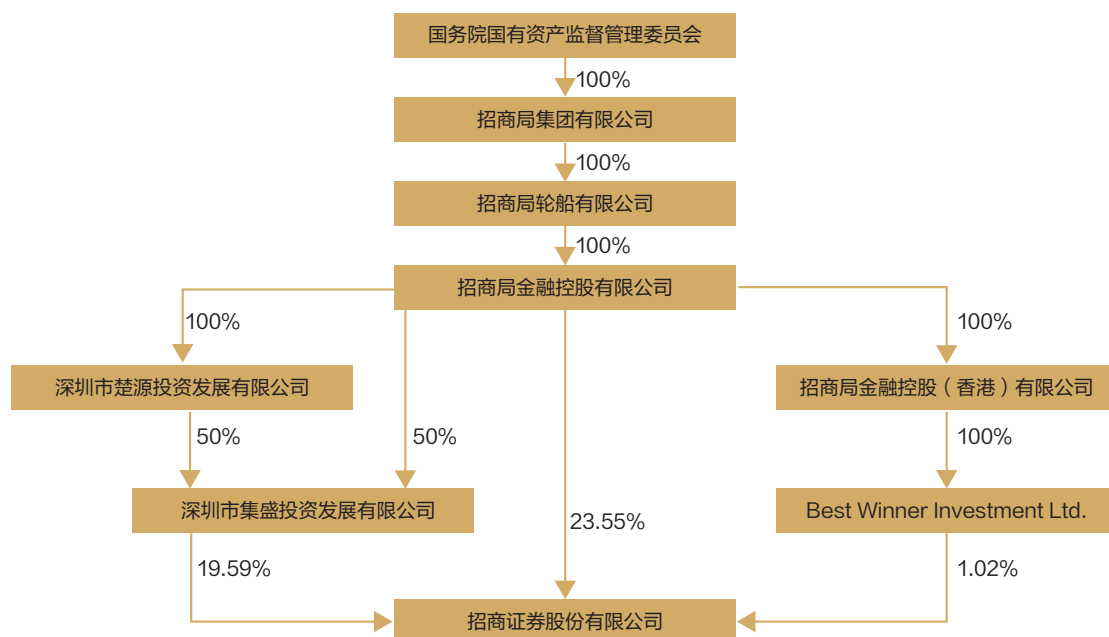 国务院国有资产监督管理委员会
100%
招商局集团有限公司
100%
招商局轮船有限公司
100%
招商局金融控股有限公司
100%
100%
深圳市楚源投资发展有限公司
招商局金融控股（香港）有限公司
50%
50%
100%
深圳市集盛投资发展有限公司
Best Winner Investment Ltd.
23.55%
19.59%
1.02%
招商证券股份有限公司